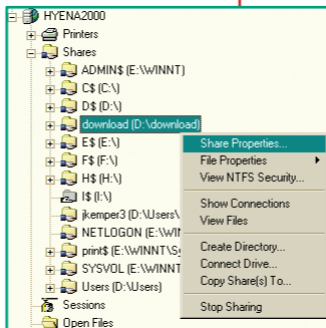 HYENA2000
Printers
Shares
ADMIN$ (E:\WINNT)
C$ (C:\)
D$ (D:\)
download (D:\download)
E$ (E:\)
F$ (F:\)
H$ (H:\)
I$ (I:\)
jkemper3 (D:\Users\
NETLOGON (E:\WI
print$ (E:\WINNT\Sy
SYSVOL (E:\WINNT
Users (D:\Users)
Sessions
Open Files
Share Properties...
File Properties
View NTFS Security...
Show Connections
View Files
Create Directory...
Connect Drive...
Copy Share(s) To...
Stop Sharing